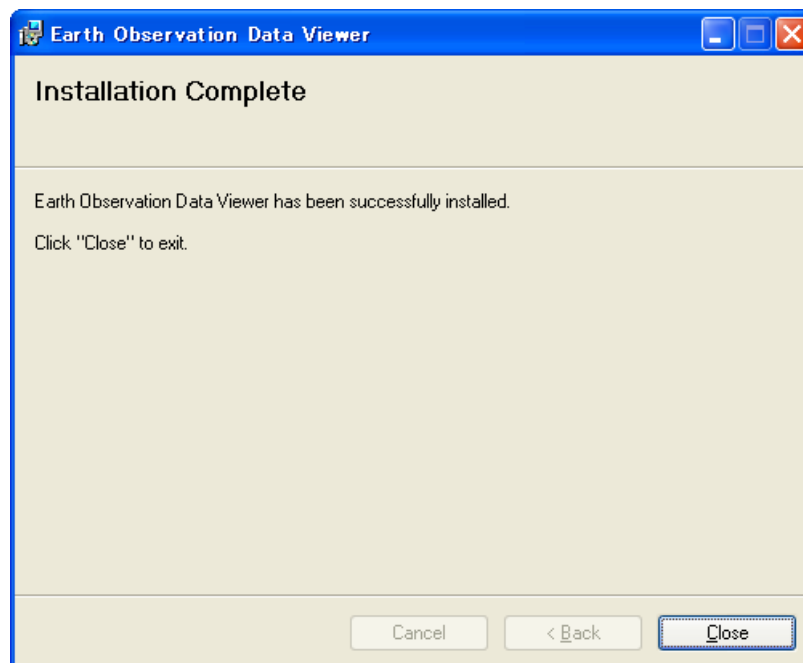 Earth Observation Data Viewer
Installation Complete
Earth Observation Data Viewer has been successfully installed.
Click "Close" to exit.
Cancel
< Back
Close